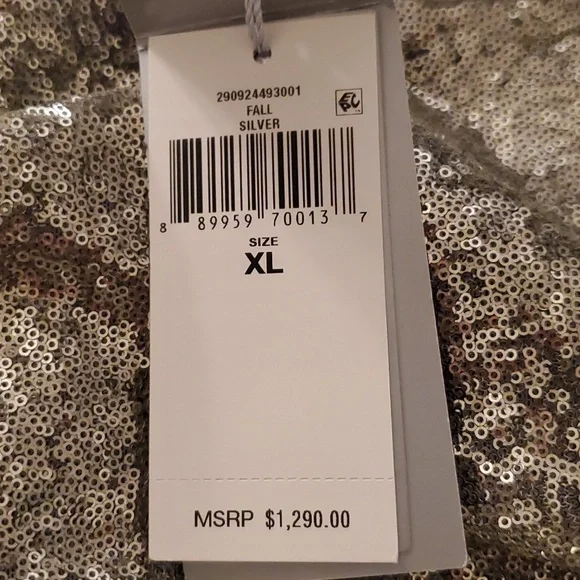 290924493001
FALL
SILVER
8 89959 70013 7
SIZE
XL
MSRP $1,290.00